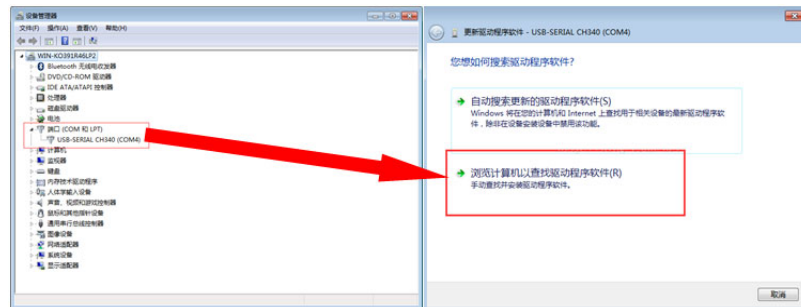 设备管理器
文件(F) 操作(A) 查看(V) 帮助(H)
WIN-KO391R46LP2
Bluetooth 无线电收发器
DVD/CD-ROM 驱动器
IDE ATA/ATAPI 控制器
处理器
磁盘驱动器
电池
端口 (COM 和 LPT)
USB-SERIAL CH340 (COM4)
计算机
监视器
键盘
内存技术驱动程序
人体学输入设备
声音、视频和游戏控制器
鼠标和其他指针设备
通用串行总线控制器
图像设备
网络适配器
系统设备
显示适配器
更新驱动程序软件 - USB-SERIAL CH340 (COM4)
您想如何搜索驱动程序软件?
自动搜索更新的驱动程序软件(S)
Windows 将在您的计算机和 Internet 上查找用于相关设备的最新驱动程序软
件，除非在设备安装设置中禁用该功能。
浏览计算机以查找驱动程序软件(R)
手动查找并安装驱动程序软件。
取消